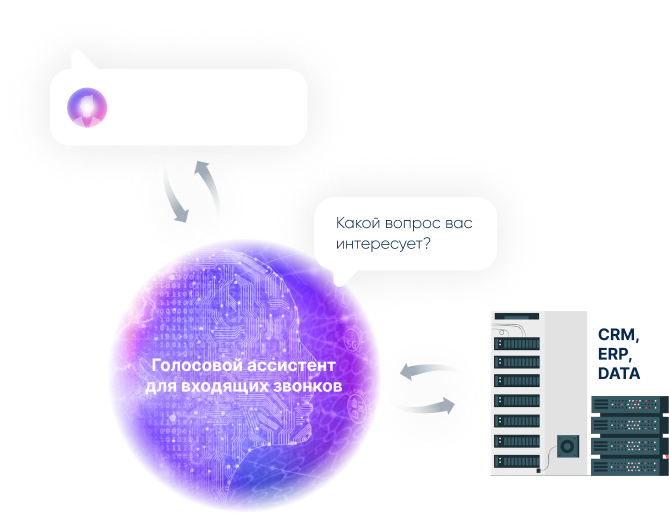 Какой вопрос вас
интересует?
Голосовой ассистент
для входящих звонков
CRM,
ERP,
DATA